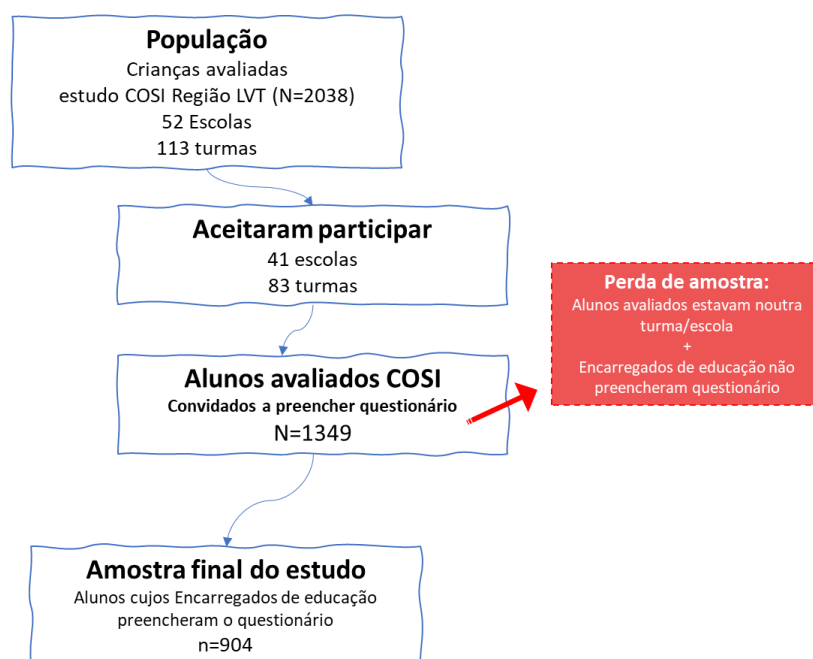 População
Crianças avaliadas
estudo COSI Região LVT (N=2038)
52 Escolas
113 turmas
Aceitaram participar
41 escolas
83 turmas
Perda de amostra:
Alunos avaliados estavam noutra
turma/escola
+
Encarregados de educação não
preencheram questionário
Alunos avaliados COSI
Convidados a preencher questionário
N=1349
Amostra final do estudo
Alunos cujos Encarregados de educação
preencheram o questionário
n=904